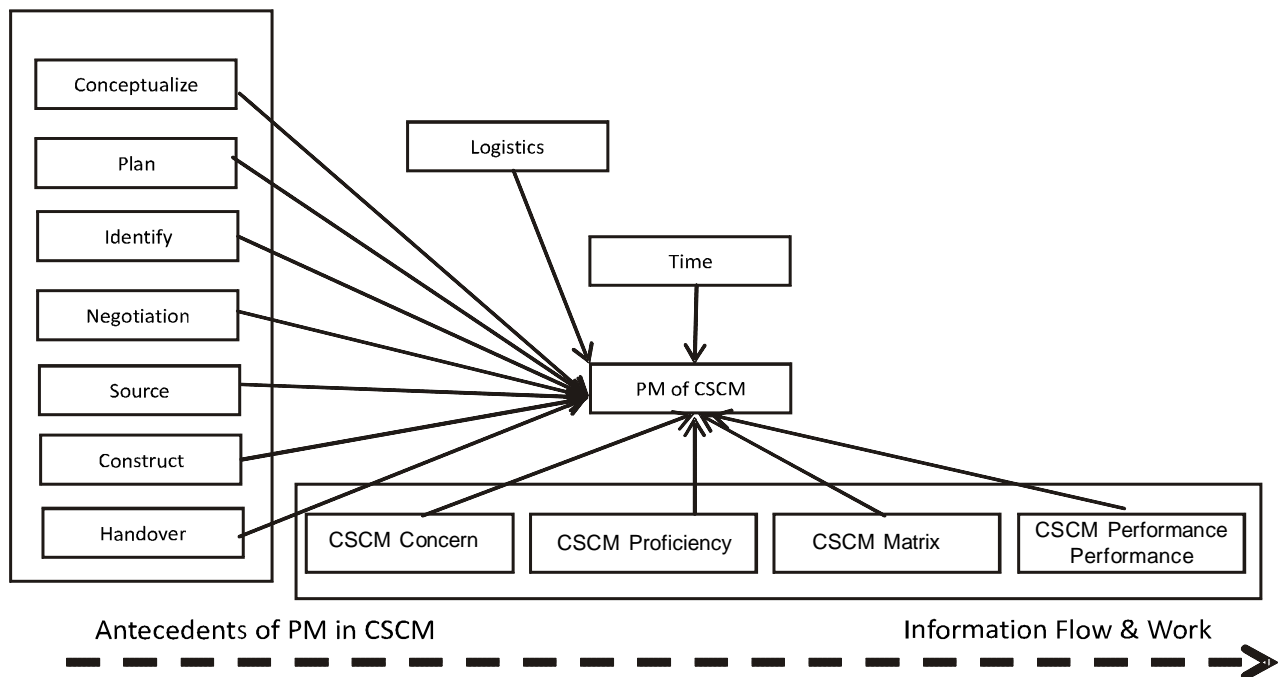 Conceptualize
Plan
Identify
Negotiation
Source
Construct
Handover
Logistics
Time
PM of CSCM
CSCM Concern
CSCM Proficiency
CSCM Matrix
CSCM Performance
Performance
Antecedents of PM in CSCM
Information Flow & Work